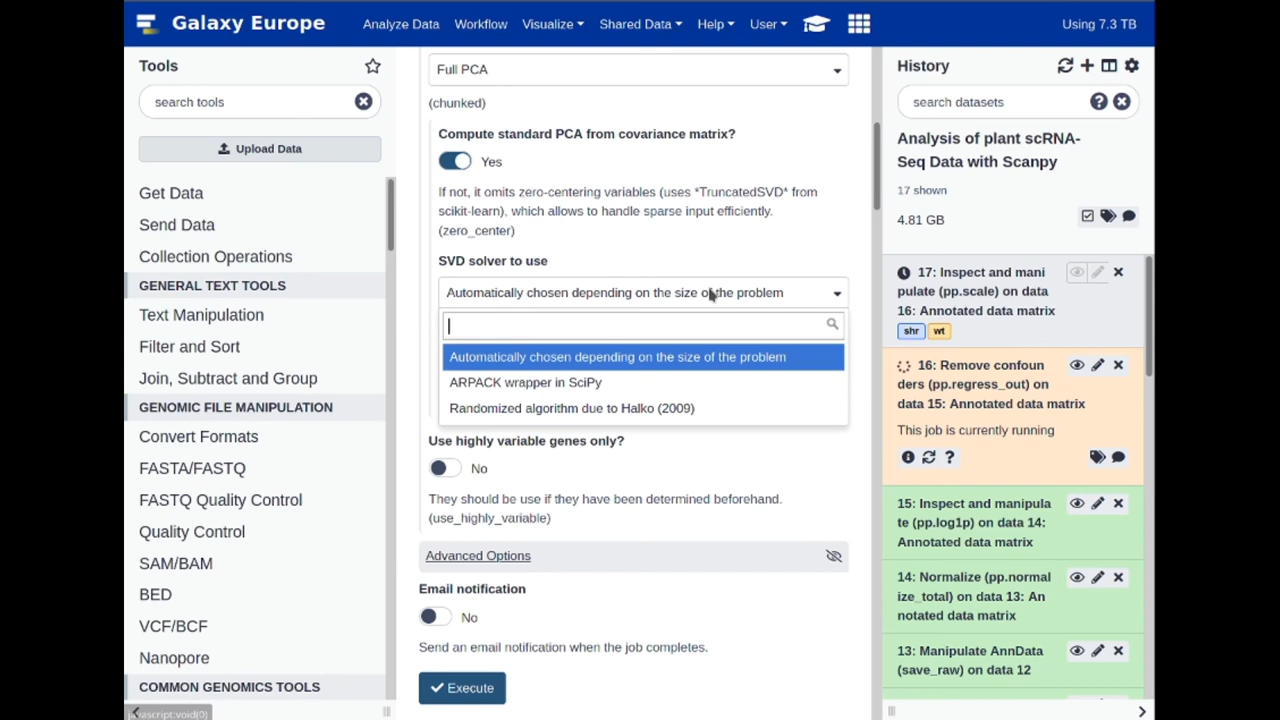 Galaxy Europe
Analyze Data
Workflow
Visualize
Shared Data
Help
User
Using 7.3 TB
Tools
search tools
Upload Data
Get Data
Send Data
Collection Operations
GENERAL TEXT TOOLS
Text Manipulation
Filter and Sort
Join, Subtract and Group
GENOMIC FILE MANIPULATION
Convert Formats
FASTA/FASTQ
FASTQ Quality Control
Quality Control
SAM/BAM
BED
VCF/BCF
Nanopore
COMMON GENOMICS TOOLS
javascript:void(0)
Full PCA
(chunked)
Compute standard PCA from covariance matrix?
Yes
If not, it omits zero-centering variables (uses *TruncatedSVD* from
scikit-learn), which allows to handle sparse input efficiently.
(zero_center)
SVD solver to use
Automatically chosen depending on the size of the problem
Automatically chosen depending on the size of the problem
ARPACK wrapper in SciPy
Randomized algorithm due to Halko (2009)
Use highly variable genes only?
No
They should be use if they have been determined beforehand.
(use_highly_variable)
Advanced Options
Email notification
No
Send an email notification when the job completes.
Execute
History
search datasets
Analysis of plant scRNA-
Seq Data with Scanpy
17 shown
4.81 GB
17: Inspect and mani
pulate (pp.scale) on data
16: Annotated data matrix
shr wt
16: Remove confoun
ders (pp.regress_out) on
data 15: Annotated data matrix
This job is currently running
15: Inspect and manipula
te (pp.log1p) on data 14:
Annotated data matrix
14: Normalize (pp.normal
ize_total) on data 13: An
notated data matrix
13: Manipulate AnnData
(save_raw) on data 12